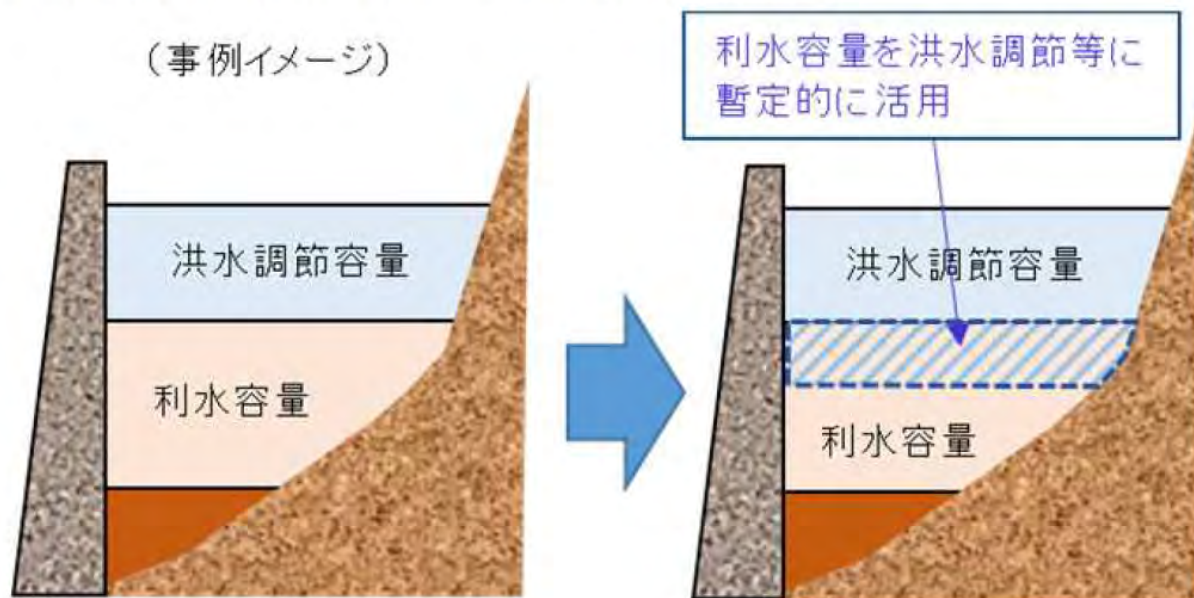 （事例イメージ）
利水容量を洪水調節等に
暫定的に活用
洪水調節容量
利水容量
洪水調節容量
利水容量